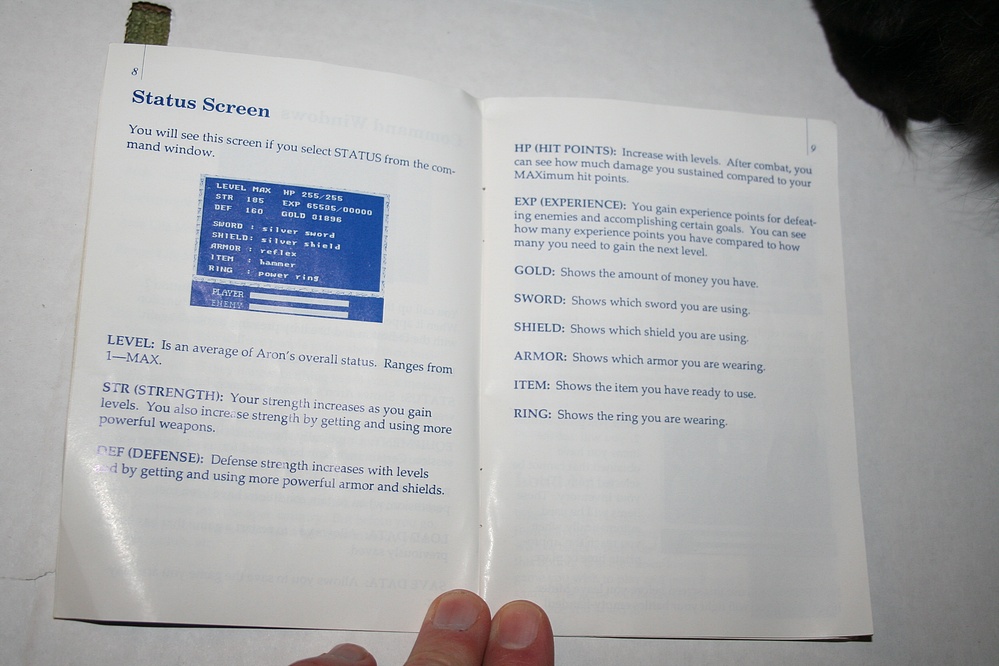 8
Status Screen
You will see this screen if you select STATUS from the com-
mand window.
LEVEL MAX HP 255/255
STR 185 EXP 65535/00000
DEF 160 GOLD 81896
SWORD : silver sword
SHIELD: silver shield
ARMOR : reflex
ITEM : hammer
RING : power ring
PLAYER
ENEMY
LEVEL: Is an average of Aron's overall status. Ranges from
1—MAX.
STR (STRENGTH): Your strength increases as you gain
levels. You also increase strength by getting and using more
powerful weapons.
DEF (DEFENSE): Defense strength increases with levels
and by getting and using more powerful armor and shields.
9
HP (HIT POINTS): Increase with levels. After combat, you
can see how much damage you sustained compared to your
MAXimum hit points.
EXP (EXPERIENCE): You gain experience points for defeat-
ing enemies and accomplishing certain goals. You can see
how many experience points you have compared to how
many you need to gain the next level.
GOLD: Shows the amount of money you have.
SWORD: Shows which sword you are using.
SHIELD: Shows which shield you are using.
ARMOR: Shows which armor you are wearing.
ITEM: Shows the item you have ready to use.
RING: Shows the ring you are wearing.